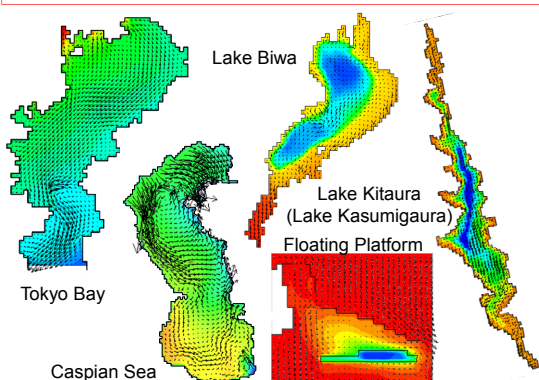 Lake Biwa
Lake Kitaura
(Lake Kasumigaura)
Floating Platform
Tokyo Bay
Caspian Sea